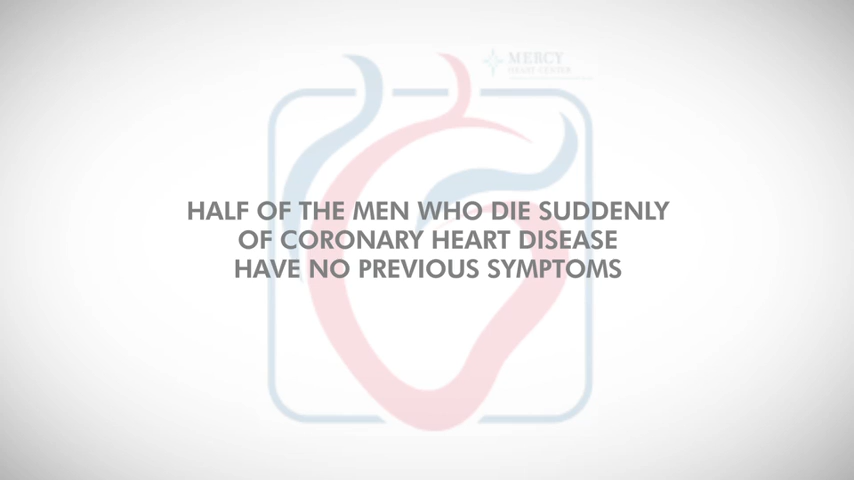 MERCY
HEART CENTER
HALF OF THE MEN WHO DIE SUDDENLY
OF CORONARY HEART DISEASE
HAVE NO PREVIOUS SYMPTOMS